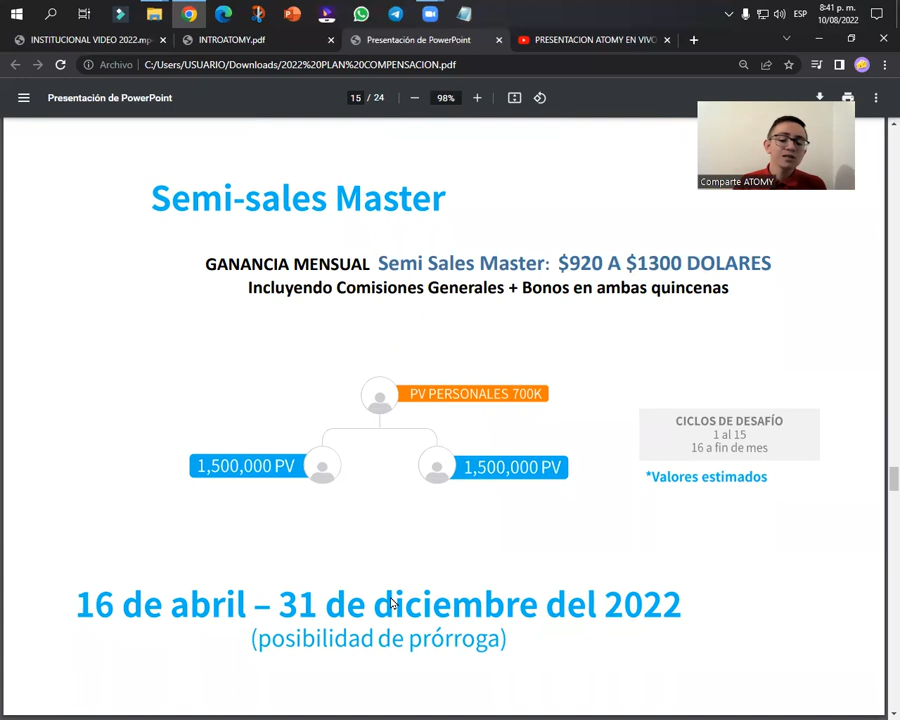 ESP
8:41 p. m.
10/08/2022
INSTITUCIONAL VIDEO 2022.mp
INTROATOMY.pdf
Presentación de PowerPoint
PRESENTACION ATOMY EN VIVO
Archivo
C:/Users/USUARIO/Downloads/2022%20PLAN%20COMPENSACION.pdf
Presentación de PowerPoint
15 / 24
98%
Comparte ATOMY
Semi-sales Master
GANANCIA MENSUAL Semi Sales Master: $920 A $1300 DOLARES
Incluyendo Comisiones Generales + Bonos en ambas quincenas
PV PERSONALES 700K
1,500,000 PV
1,500,000 PV
CICLOS DE DESAFÍO
1 al 15
16 a fin de mes
*Valores estimados
16 de abril – 31 de diciembre del 2022
(posibilidad de prórroga)